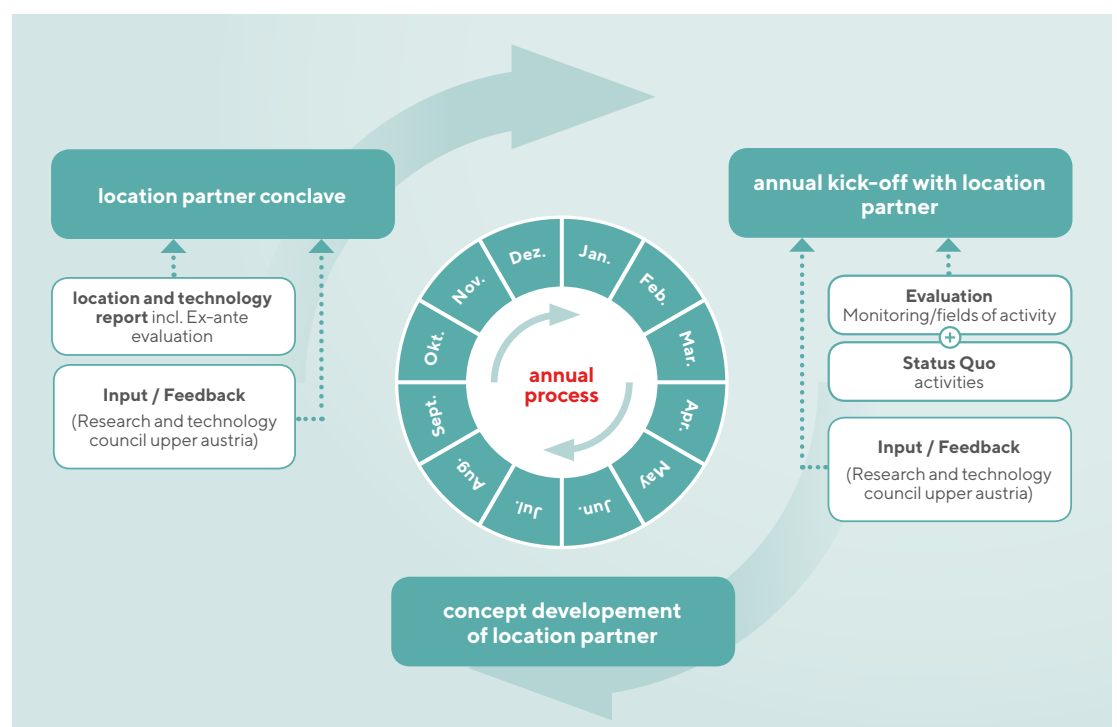 location partner conclave
location and technology
report incl. Ex-ante
evaluation
Input / Feedback
(Research and technology
council upper austria)
annual kick-off with location
partner
Evaluation
Monitoring/fields of activity
+
Status Quo
activities
Input / Feedback
(Research and technology
council upper austria)
Jan.
Feb.
Mar.
Apr.
May
Jun.
Jul.
Aug.
Sept.
Okt.
Nov.
Dez.
annual
process
concept developement
of location partner